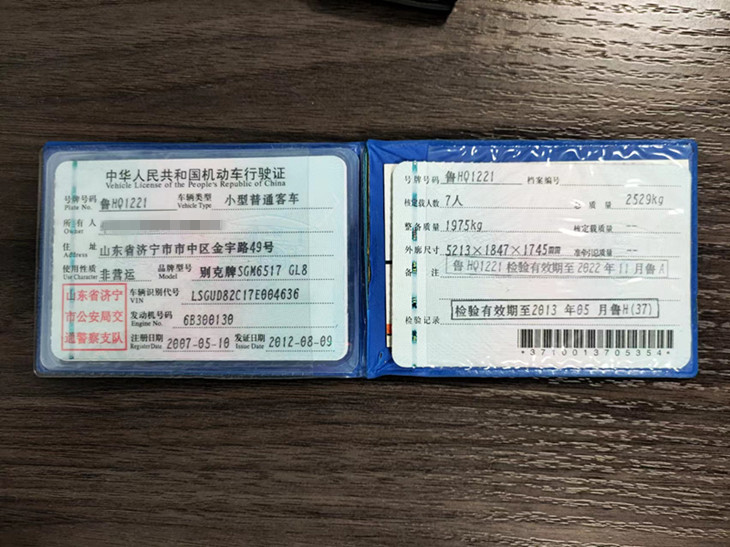 中华人民共和国机动车行驶证
Vehicle License of the People's Republic of China
号牌号码 鲁HQ1221 车辆类型 小型普通客车
Plate No. Vehicle Type
所有人
Owner
住址 山东省济宁市市中区金宇路49号
Address
使用性质 非营运 品牌型号 别克牌SGM6517 GL8
Use Character Model
山东省济宁市公安局交通警察支队
车辆识别代号 LSGUD82C17E004636
VIN
发动机号码 6B300130
Engine No.
注册日期 2007-05-10 发证日期 2012-08-09
Register Date Issue Date
号牌号码 鲁HQ1221 档案编号
核定载人数 7人 总质量 2529kg
整备质量 1975kg 核定载质量 --
外廓尺寸 5213×1847×1745mm 准牵引总质量 --
备注 鲁HQ1221 检验有效期至2022年11月鲁A
检验有效期至2013年05月鲁H(37)
检验记录
*3710013705354*